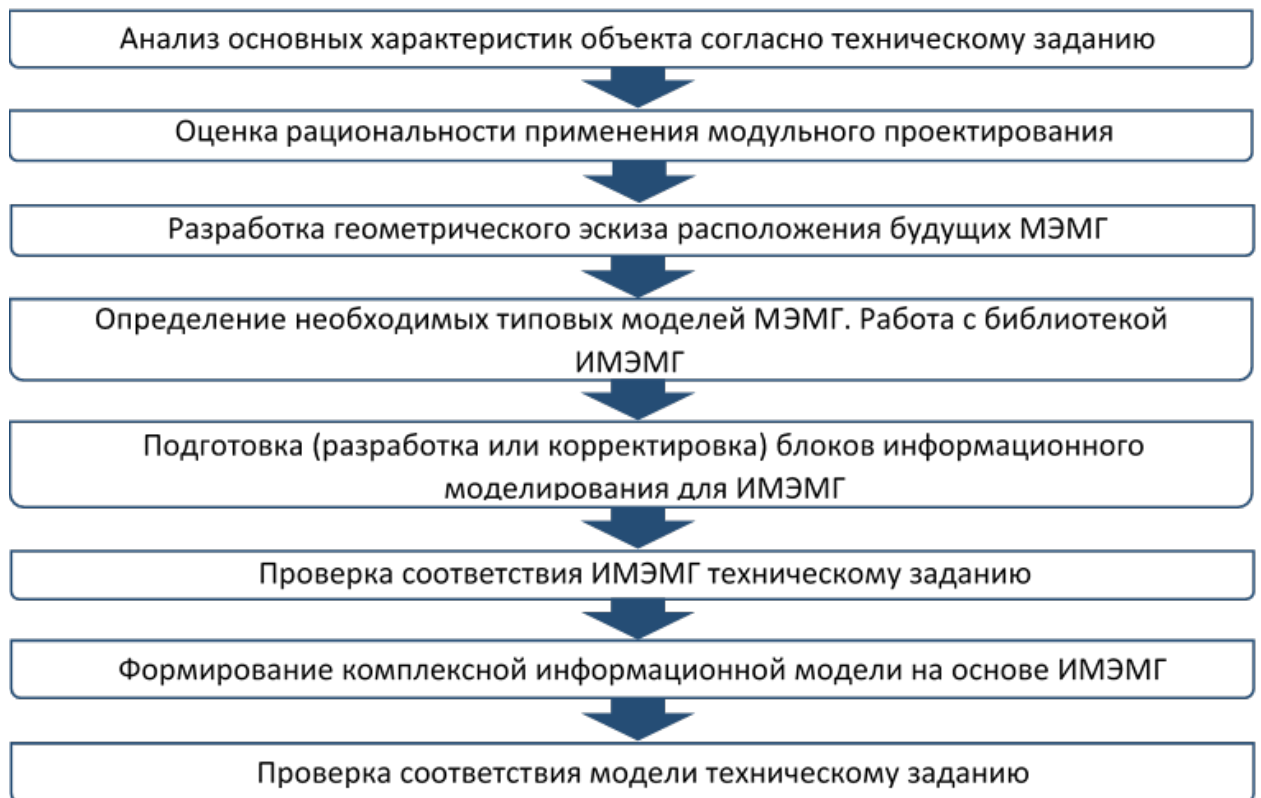 Анализ основных характеристик объекта согласно техническому заданию
Оценка рациональности применения модульного проектирования
Разработка геометрического эскиза расположения будущих МЭМГ
Определение необходимых типовых моделей МЭМГ. Работа с библиотекой
ИМЭМГ
Подготовка (разработка или корректировка) блоков информационного
моделирования для ИМЭМГ
Проверка соответствия ИМЭМГ техническому заданию
Формирование комплексной информационной модели на основе ИМЭМГ
Проверка соответствия модели техническому заданию